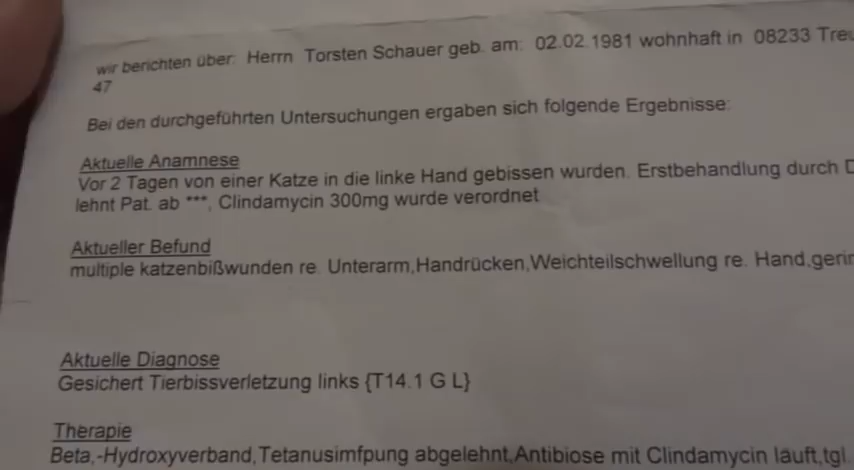 wir berichten über: Herrn Torsten Schauer geb. am: 02.02.1981 wohnhaft in 08233
47
Bei den durchgeführten Untersuchungen ergaben sich folgende Ergebnisse:
Aktuelle Anamnese
Vor 2 Tagen von einer Katze in die linke Hand gebissen wurden. Erstbehandlung durch
lehnt Pat. ab ***, Clindamycin 300mg wurde verordnet
Aktueller Befund
multiple katzenbißwunden re. Unterarm,Handrücken,Weichteilschwellung re. Hand,
Aktuelle Diagnose
Gesichert Tierbissverletzung links {T14.1 G L}
Therapie
Beta,-Hydroxyverband,Tetanusimfpung abgelehnt,Antibiose mit Clindamycin läuft,tgl.